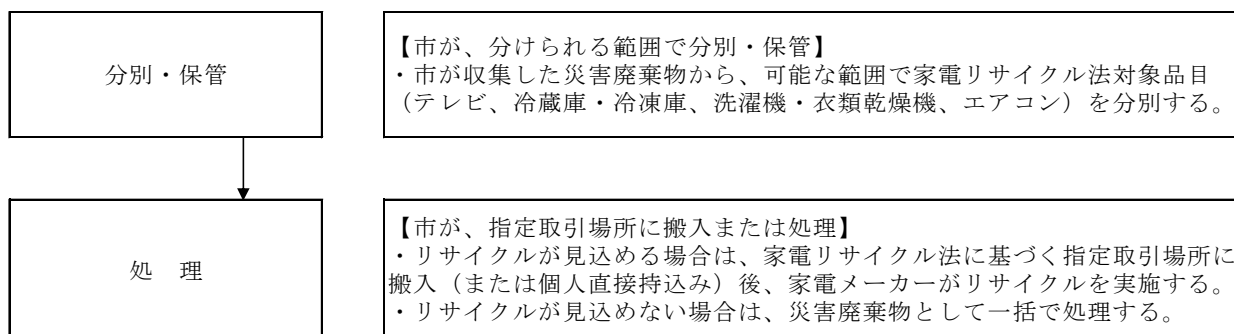 分別・保管
【市が、分けられる範囲で分別・保管】
・市が収集した災害廃棄物から、可能な範囲で家電リサイクル法対象品目
（テレビ、冷蔵庫・冷凍庫、洗濯機・衣類乾燥機、エアコン）を分別する。
処　理
【市が、指定取引場所に搬入または処理】
・リサイクルが見込める場合は、家電リサイクル法に基づく指定取引場所に
搬入（または個人直接持込み）後、家電メーカーがリサイクルを実施する。
・リサイクルが見込めない場合は、災害廃棄物として一括で処理する。